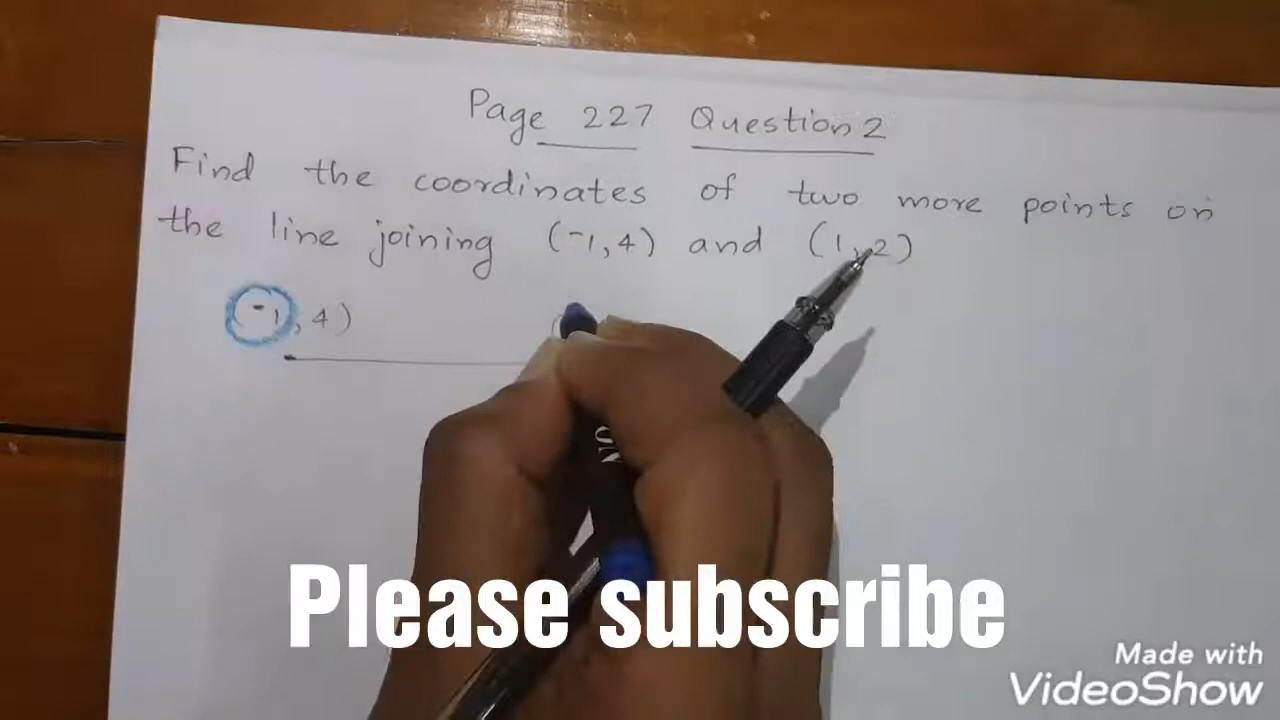 Page 227 Question 2
Find the coordinates of two more points on
the line joining (-1, 4) and (1, 2)
(-1, 4)
ON
Please subscribe
Made with
VideoShow